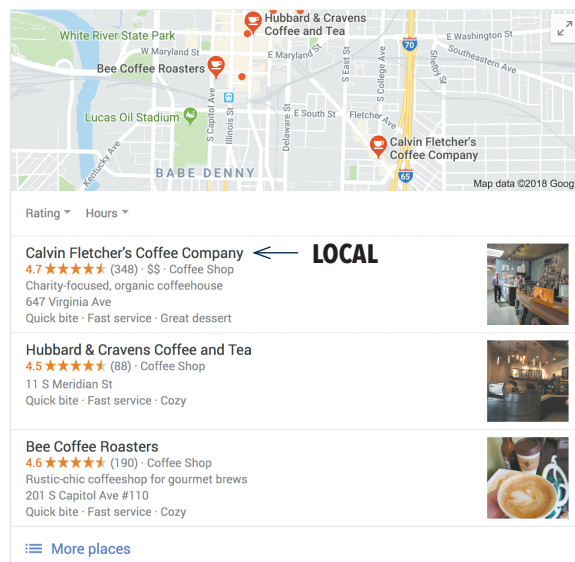 Hubbard & Cravens
Coffee and Tea
White River State Park
E Washington St
W Maryland St
E Maryland St
70
Southeastern Ave
Bee Coffee Roasters
S East St
S College Ave
Shelby St
Lucas Oil Stadium
S Capitol Ave
Illinois St
Delaware St
E South St
Fletcher Ave
Calvin Fletcher's
Coffee Company
Kentucky Ave
BABE DENNY
65
Map data ©2018 Goog
Rating
Hours
Calvin Fletcher's Coffee Company
LOCAL
4.7 (348) · $$ · Coffee Shop
Charity-focused, organic coffeehouse
647 Virginia Ave
Quick bite · Fast service · Great dessert
Hubbard & Cravens Coffee and Tea
4.5 (88) · Coffee Shop
11 S Meridian St
Quick bite · Fast service · Cozy
Bee Coffee Roasters
4.6 (190) · Coffee Shop
Rustic-chic coffeeshop for gourmet brews
201 S Capitol Ave #110
Quick bite · Fast service · Cozy
More places